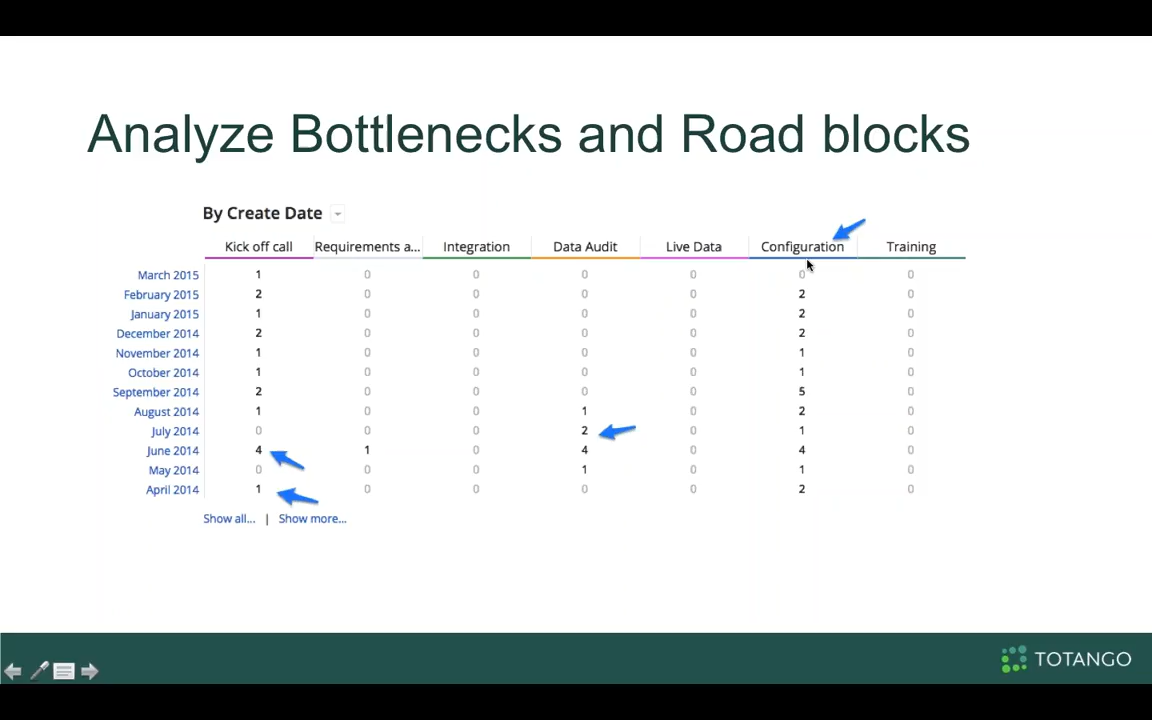 Analyze Bottlenecks and Road blocks
By Create Date
Kick off call Requirements a... Integration Data Audit Live Data Configuration Training
March 2015 1 0 0 0 0 0 0
February 2015 2 0 0 0 0 2 0
January 2015 1 0 0 0 0 2 0
December 2014 2 0 0 0 0 2 0
November 2014 1 0 0 0 0 1 0
October 2014 1 0 0 0 0 1 0
September 2014 2 0 0 0 0 5 0
August 2014 1 0 0 1 0 2 0
July 2014 0 0 0 2 0 1 0
June 2014 4 1 0 4 0 4 0
May 2014 0 0 0 1 0 1 0
April 2014 1 0 0 0 0 2 0
Show all... | Show more...
TOTANGO